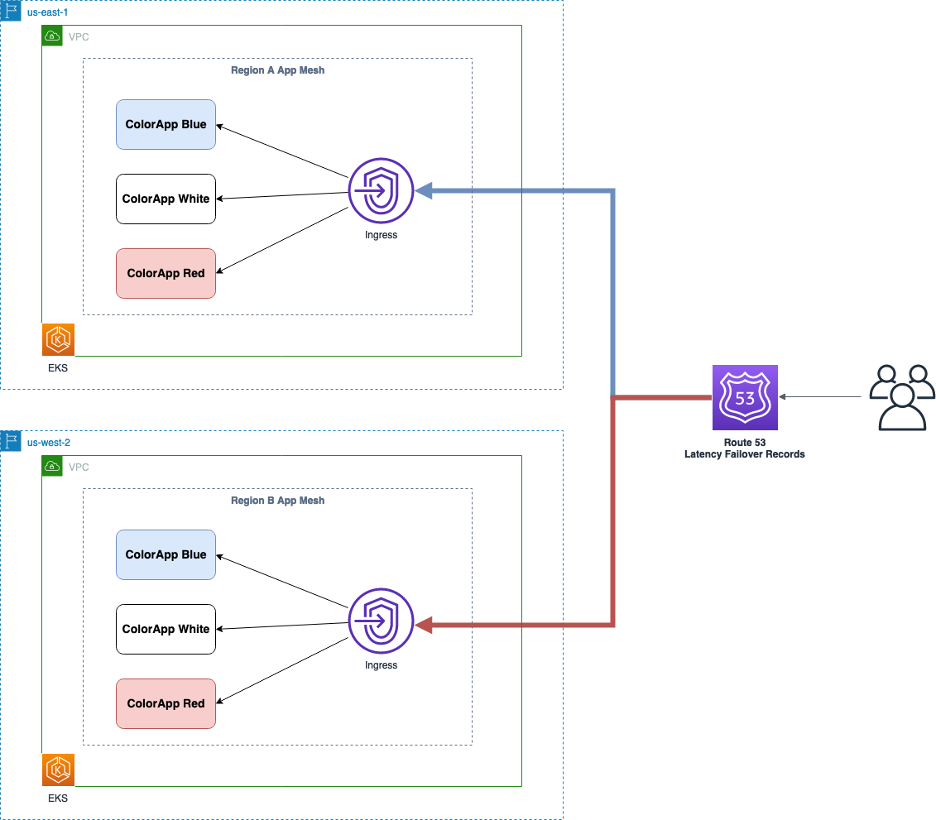 us-east-1
VPC
Region A App Mesh
ColorApp Blue
ColorApp White
ColorApp Red
Ingress
EKS
53
Route 53
Latency Failover Records
us-west-2
VPC
Region B App Mesh
ColorApp Blue
ColorApp White
ColorApp Red
Ingress
EKS